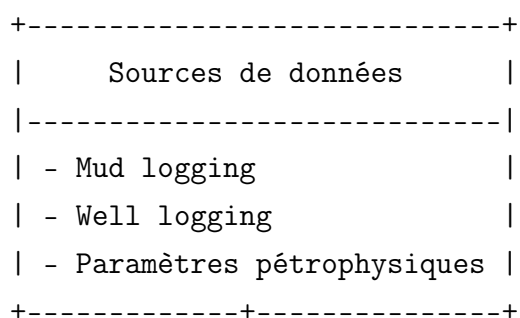 +-----------------------------+
|     Sources de données      |
|-----------------------------|
| - Mud logging               |
| - Well logging              |
| - Paramètres pétrophysiques |
+-------------+---------------+